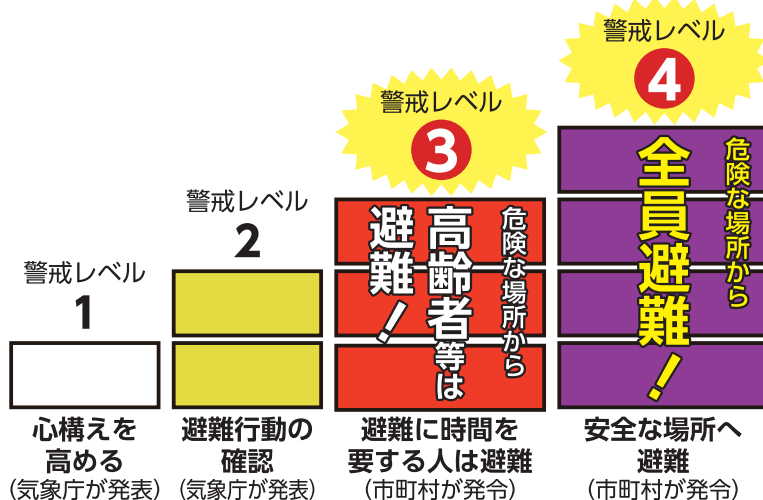 警戒レベル
1
心構えを
高める
(気象庁が発表)
警戒レベル
2
避難行動の
確認
(気象庁が発表)
警戒レベル
3
危険な場所から
高齢者等は
避難!
避難に時間を
要する人は避難
(市町村が発令)
警戒レベル
4
危険な場所から
全員避難!
安全な場所へ
避難
(市町村が発令)